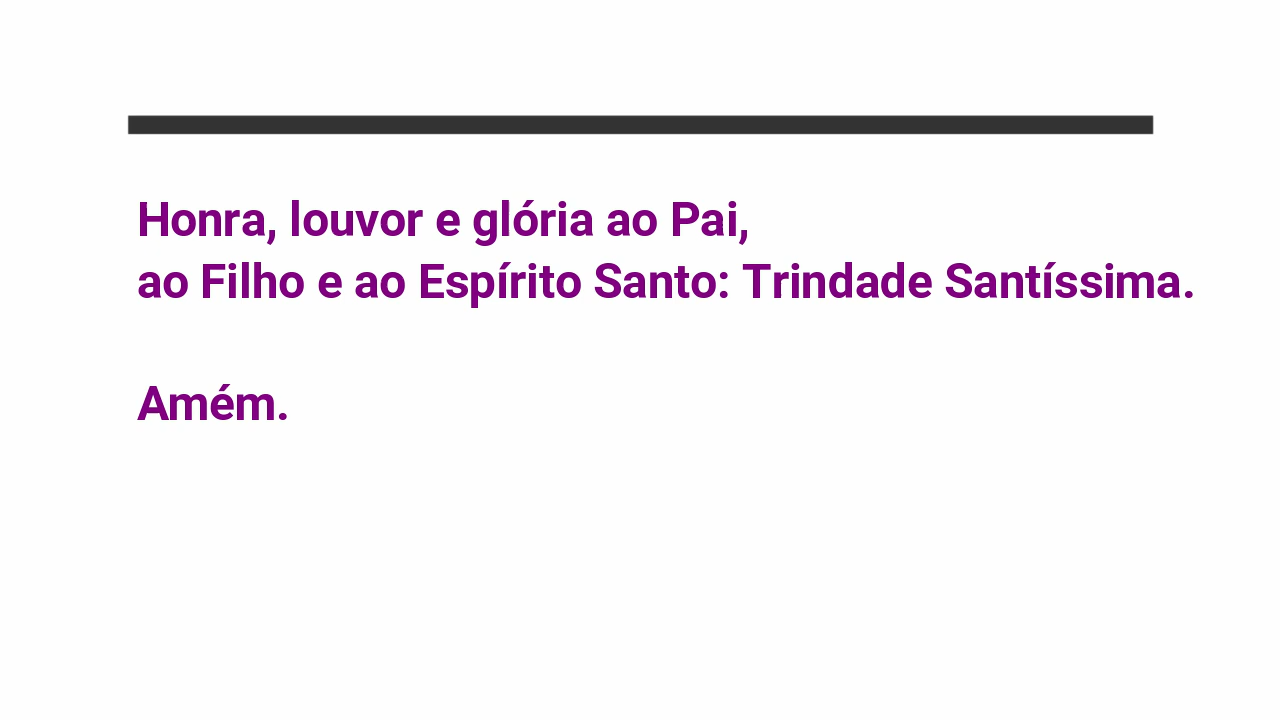 Honra, louvor e glória ao Pai,
ao Filho e ao Espírito Santo: Trindade Santíssima.
Amém.